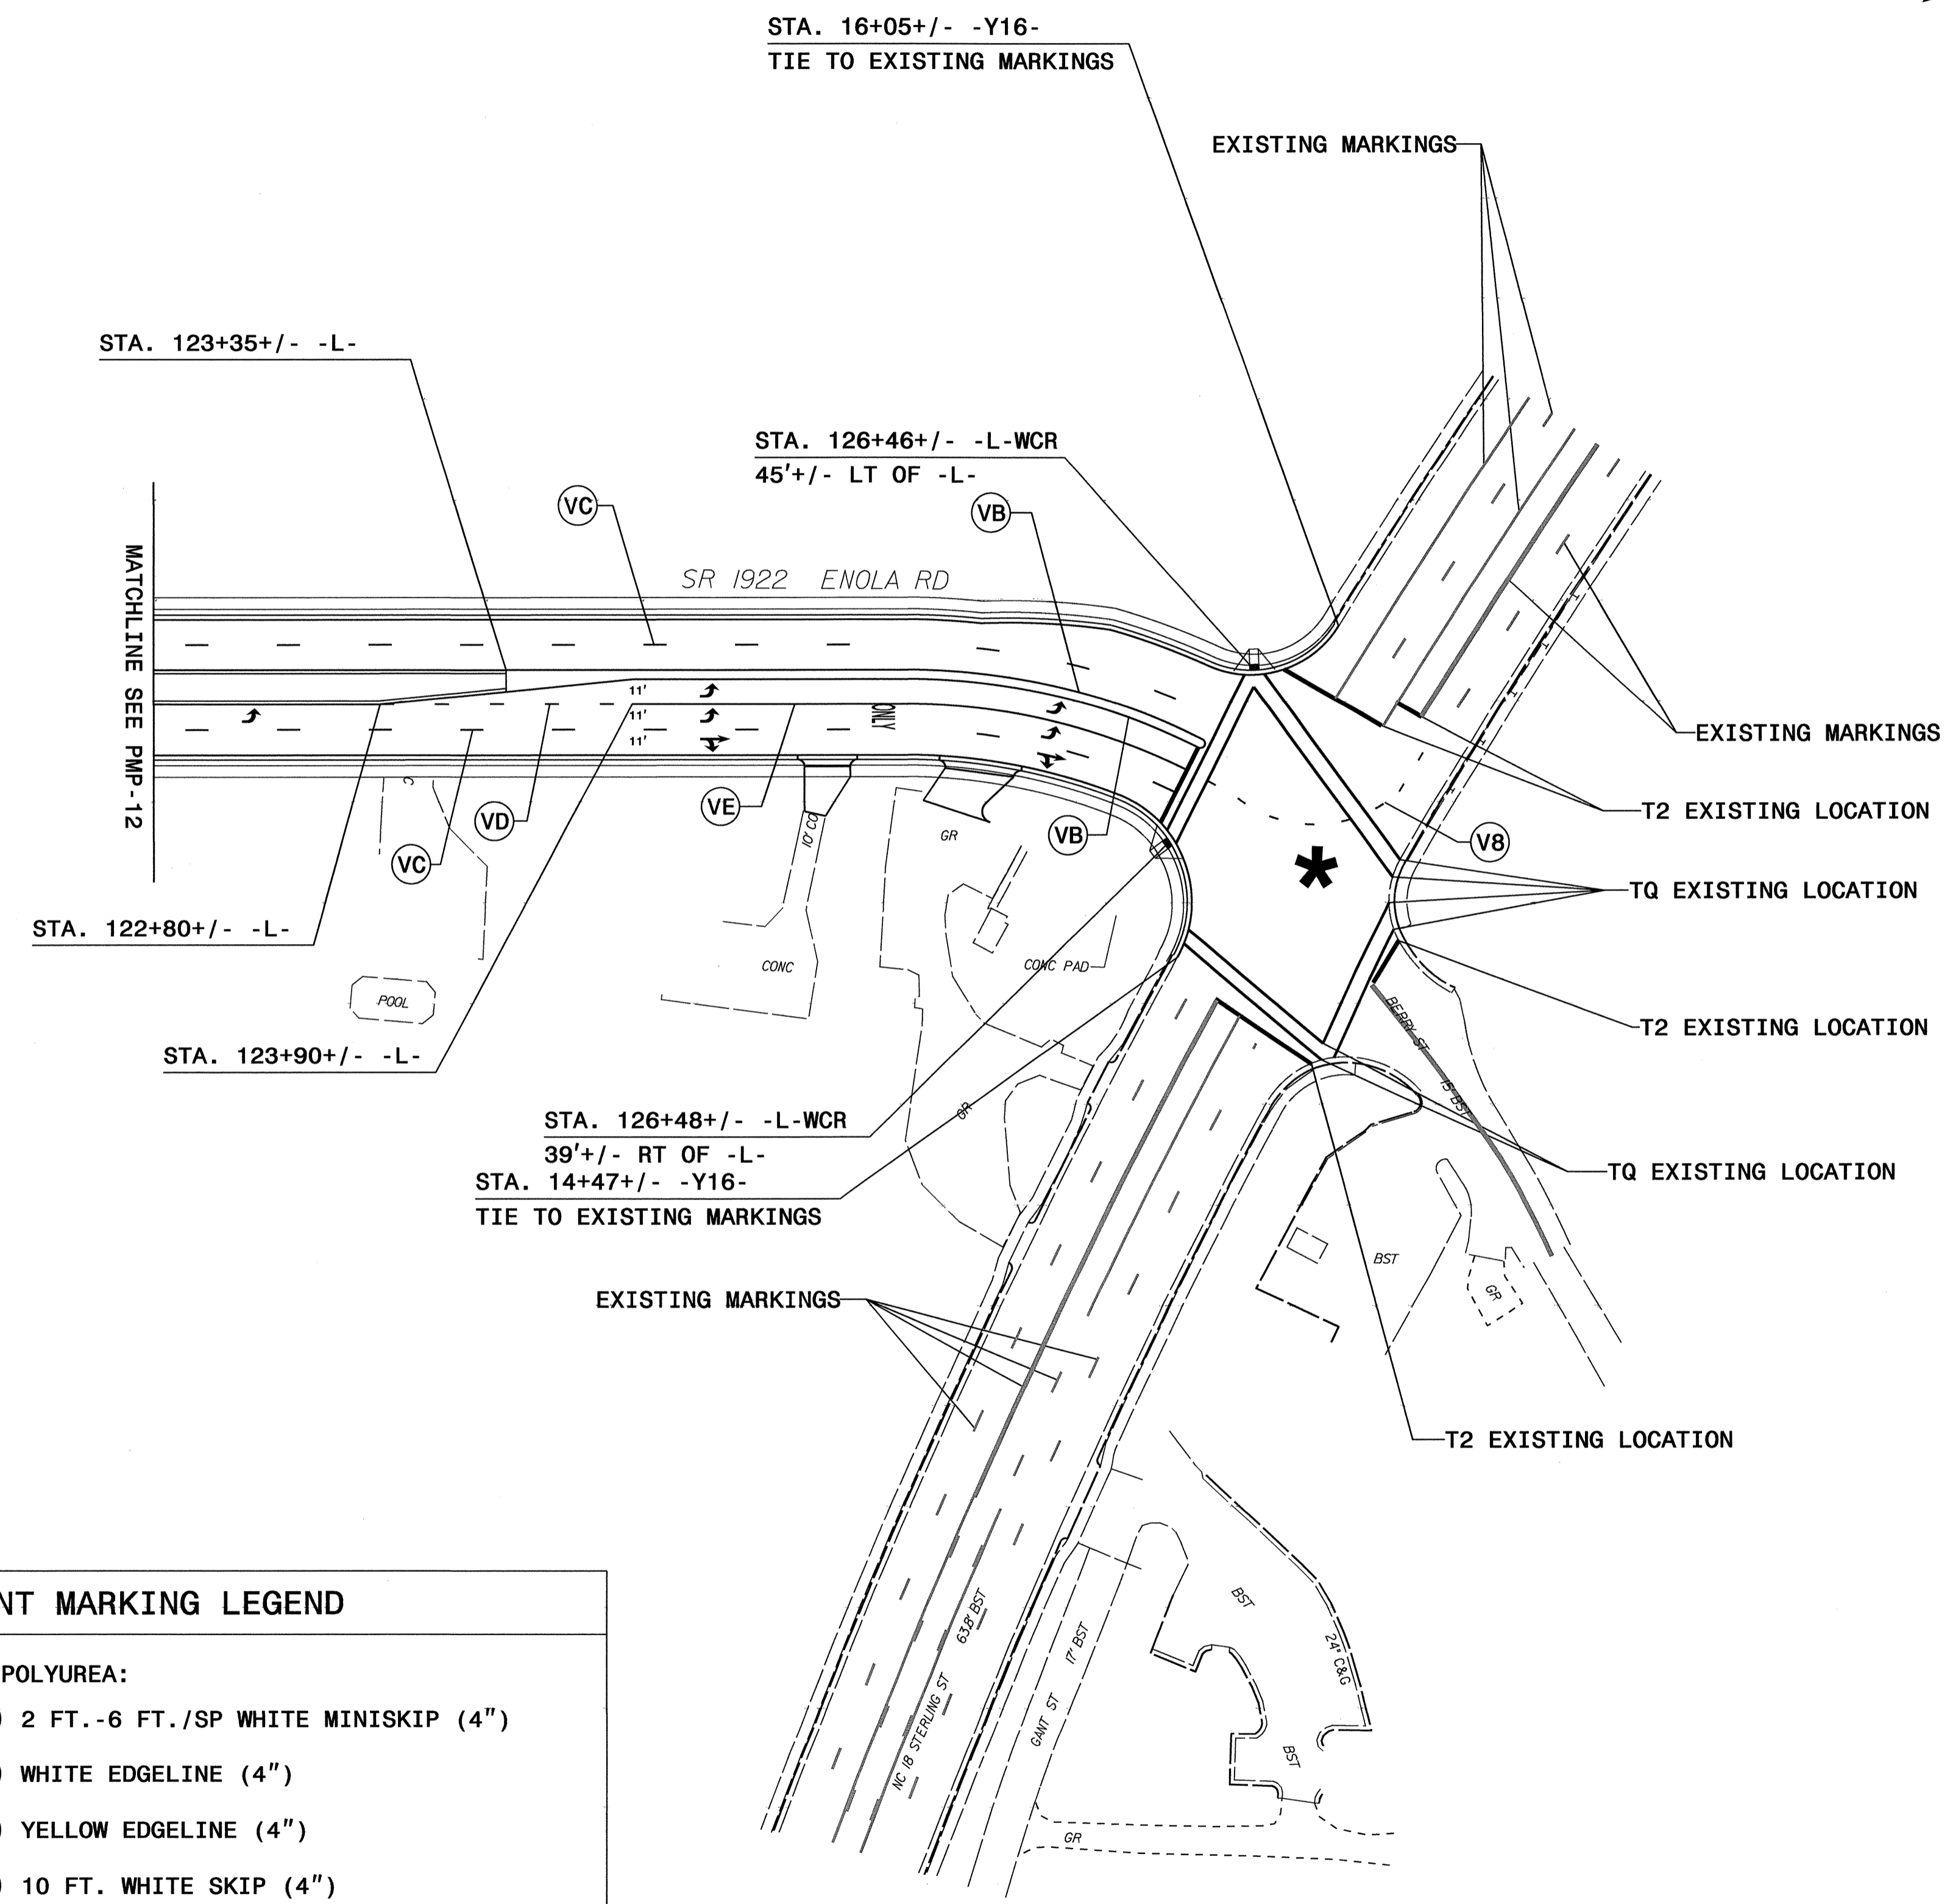 STA. 16+05+/- -Y16-
TIE TO EXISTING MARKINGS
EXISTING MARKINGS
STA. 123+35+/- -L-
STA. 126+46+/- -L-WCR
45'+/- LT OF -L-
VC
VB
MATCHLINE SEE PMP-12
SR 1922 ENOLA RD
11'
11'
11'
ONLY
EXISTING MARKINGS
T2 EXISTING LOCATION
VD
VE
VB
V8
VC
C
10' CO
GR
*
TQ EXISTING LOCATION
STA. 122+80+/- -L-
CONC
CONC PAD
POOL
BERRY ST
T2 EXISTING LOCATION
STA. 123+90+/- -L-
15' BST
GR
STA. 126+48+/- -L-WCR
39'+/- RT OF -L-
STA. 14+47+/- -Y16-
TIE TO EXISTING MARKINGS
TQ EXISTING LOCATION
BST
GR
EXISTING MARKINGS
T2 EXISTING LOCATION
NT MARKING LEGEND
POLYUREA:
) 2 FT.-6 FT./SP WHITE MINISKIP (4")
) WHITE EDGELINE (4")
) YELLOW EDGELINE (4")
) 10 FT. WHITE SKIP (4")
BST
17' BST
24" C&G
NC 18 STERLING ST
GANT ST
BST
GR